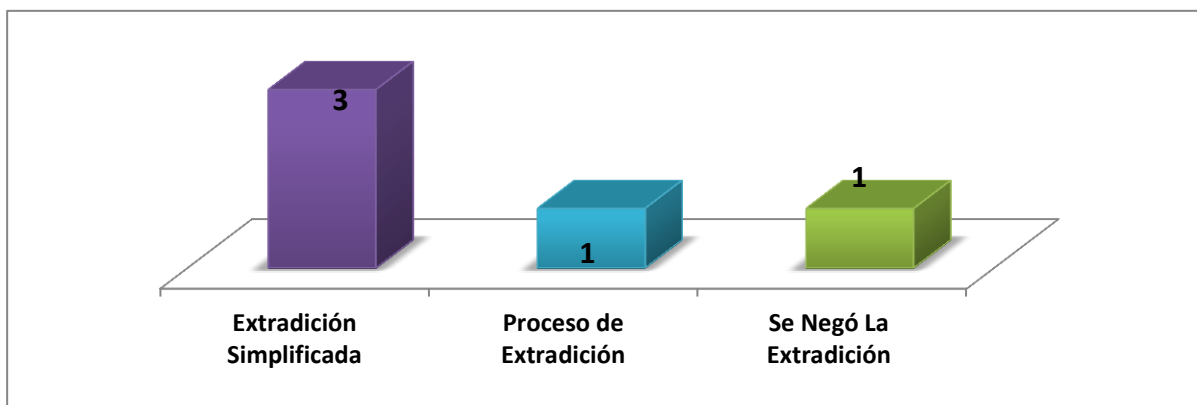 3
1
1
Extradición
Simplificada
Proceso de
Extradición
Se Negó La
Extradición